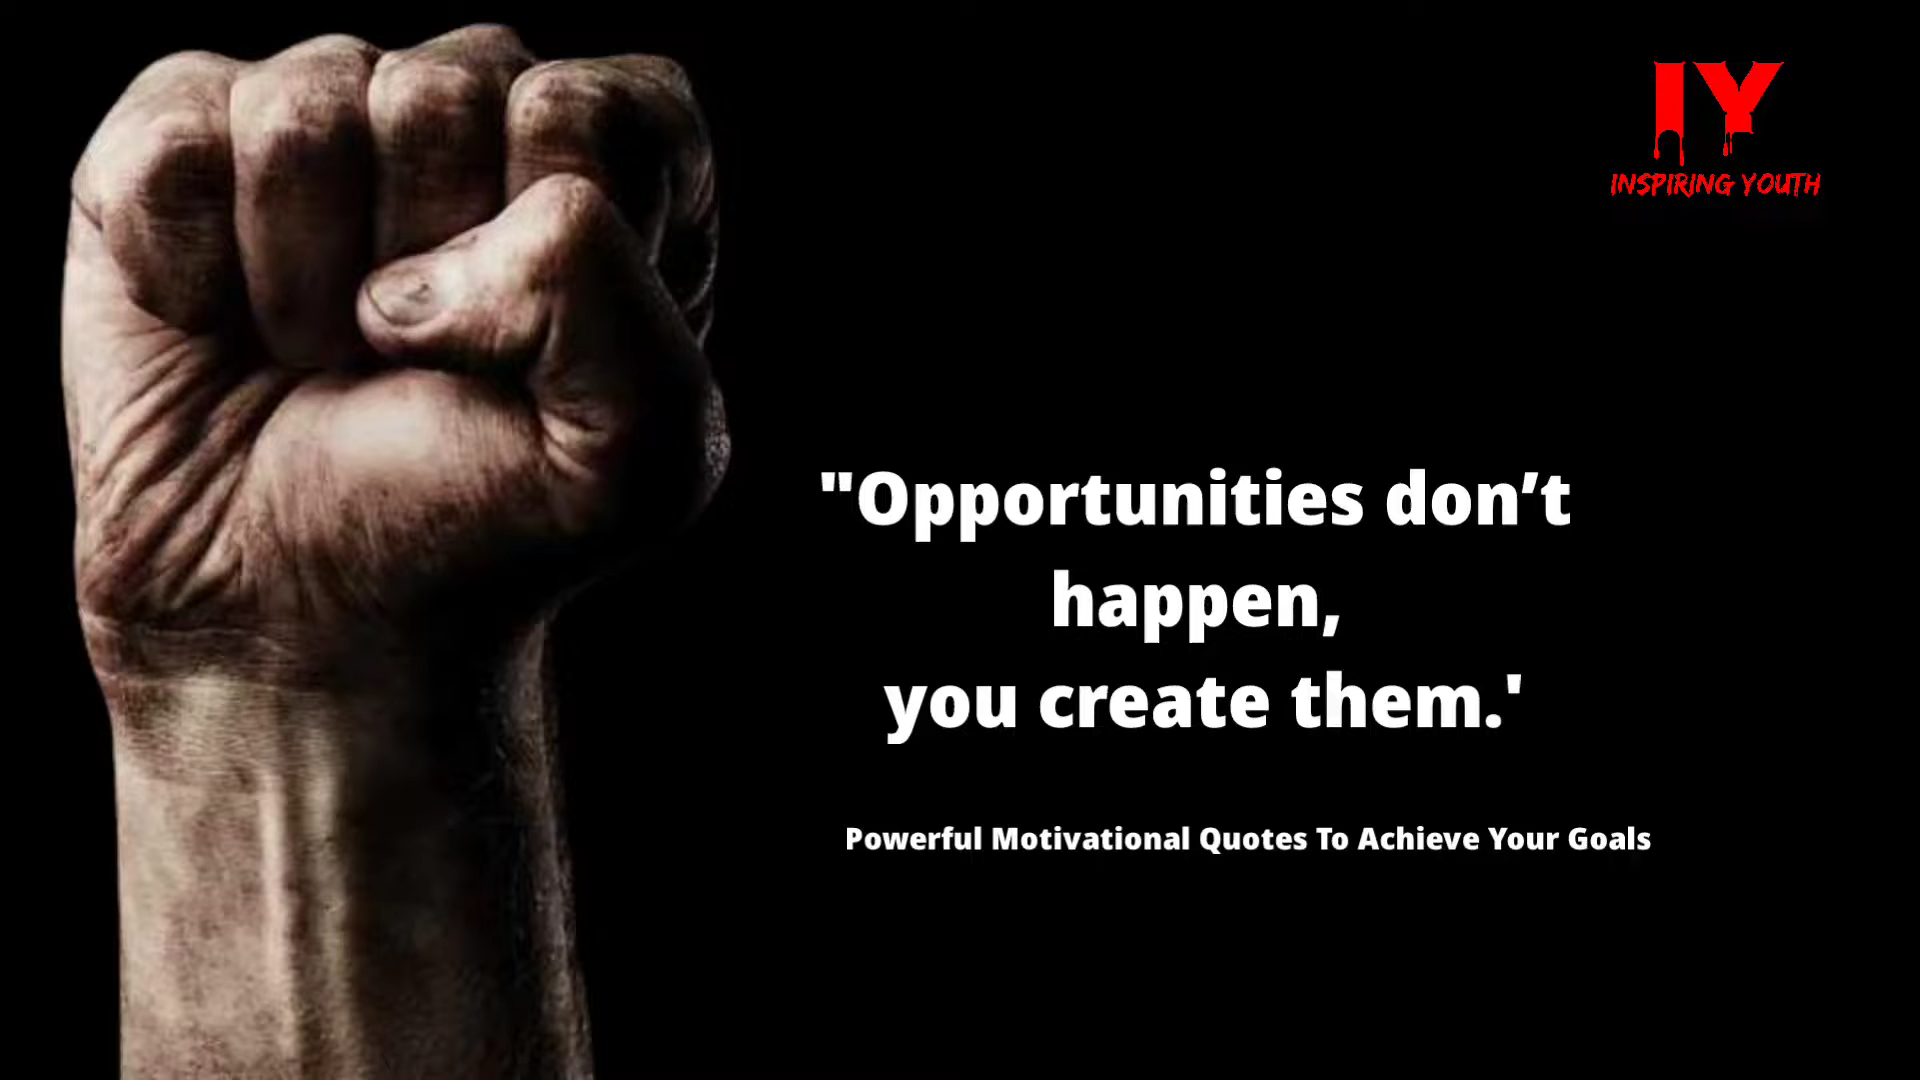 IY
INSPIRING YOUTH
"Opportunities don’t
happen,
you create them.'
Powerful Motivational Quotes To Achieve Your Goals